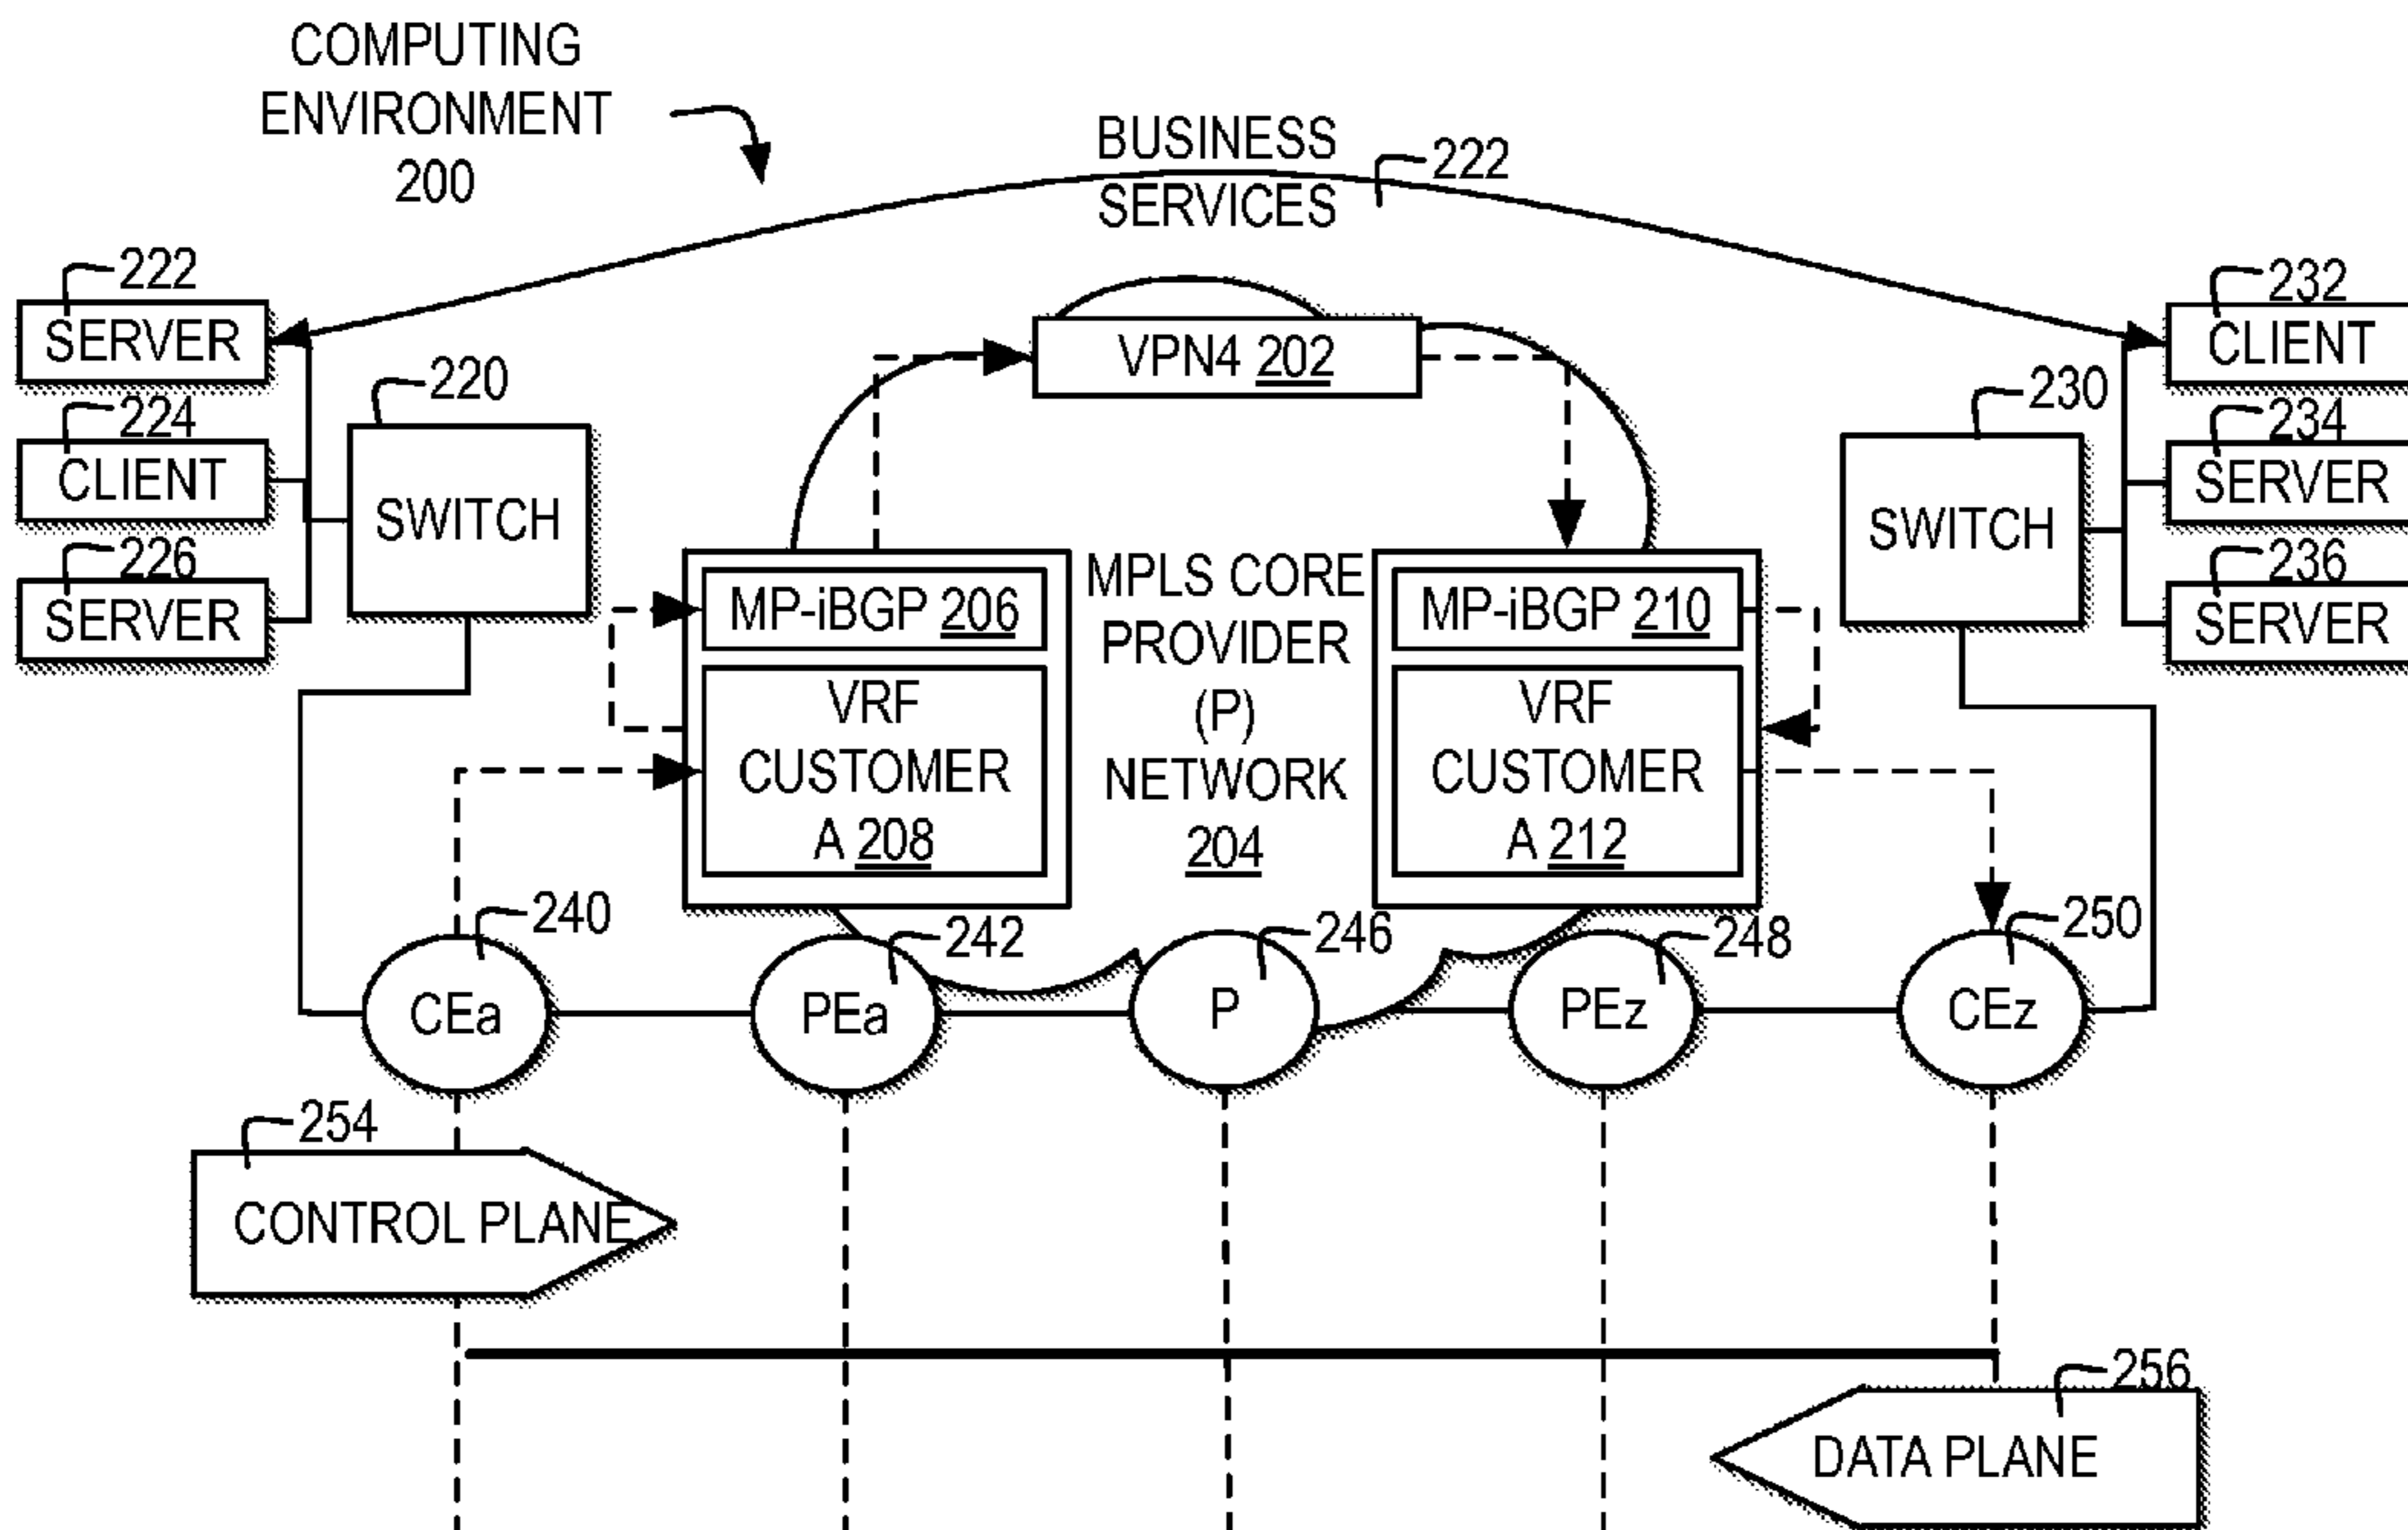 COMPUTING
ENVIRONMENT
200
BUSINESS
SERVICES
222
222
SERVER
224
CLIENT
226
SERVER
220
SWITCH
VPN4 202
232
CLIENT
234
SERVER
236
SERVER
230
SWITCH
MP-iBGP 206
VRF
CUSTOMER
A 208
MPLS CORE
PROVIDER
(P)
NETWORK
204
MP-iBGP 210
VRF
CUSTOMER
A 212
240
CEa
242
PEa
246
P
248
PEz
250
CEz
254
CONTROL PLANE
256
DATA PLANE